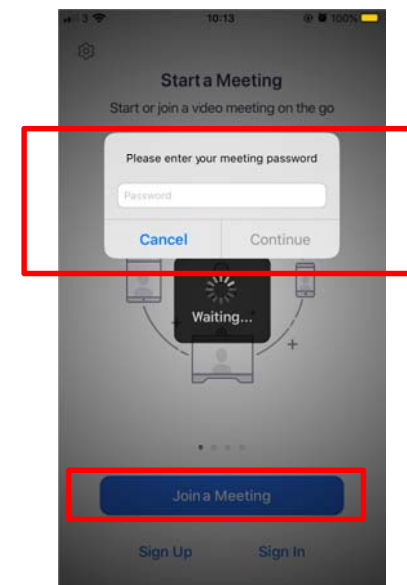 3 10:13 100%
Start a Meeting
Start or join a video meeting on the go
Please enter your meeting password
Password
Cancel Continue
Waiting...
Join a Meeting
Sign Up Sign In